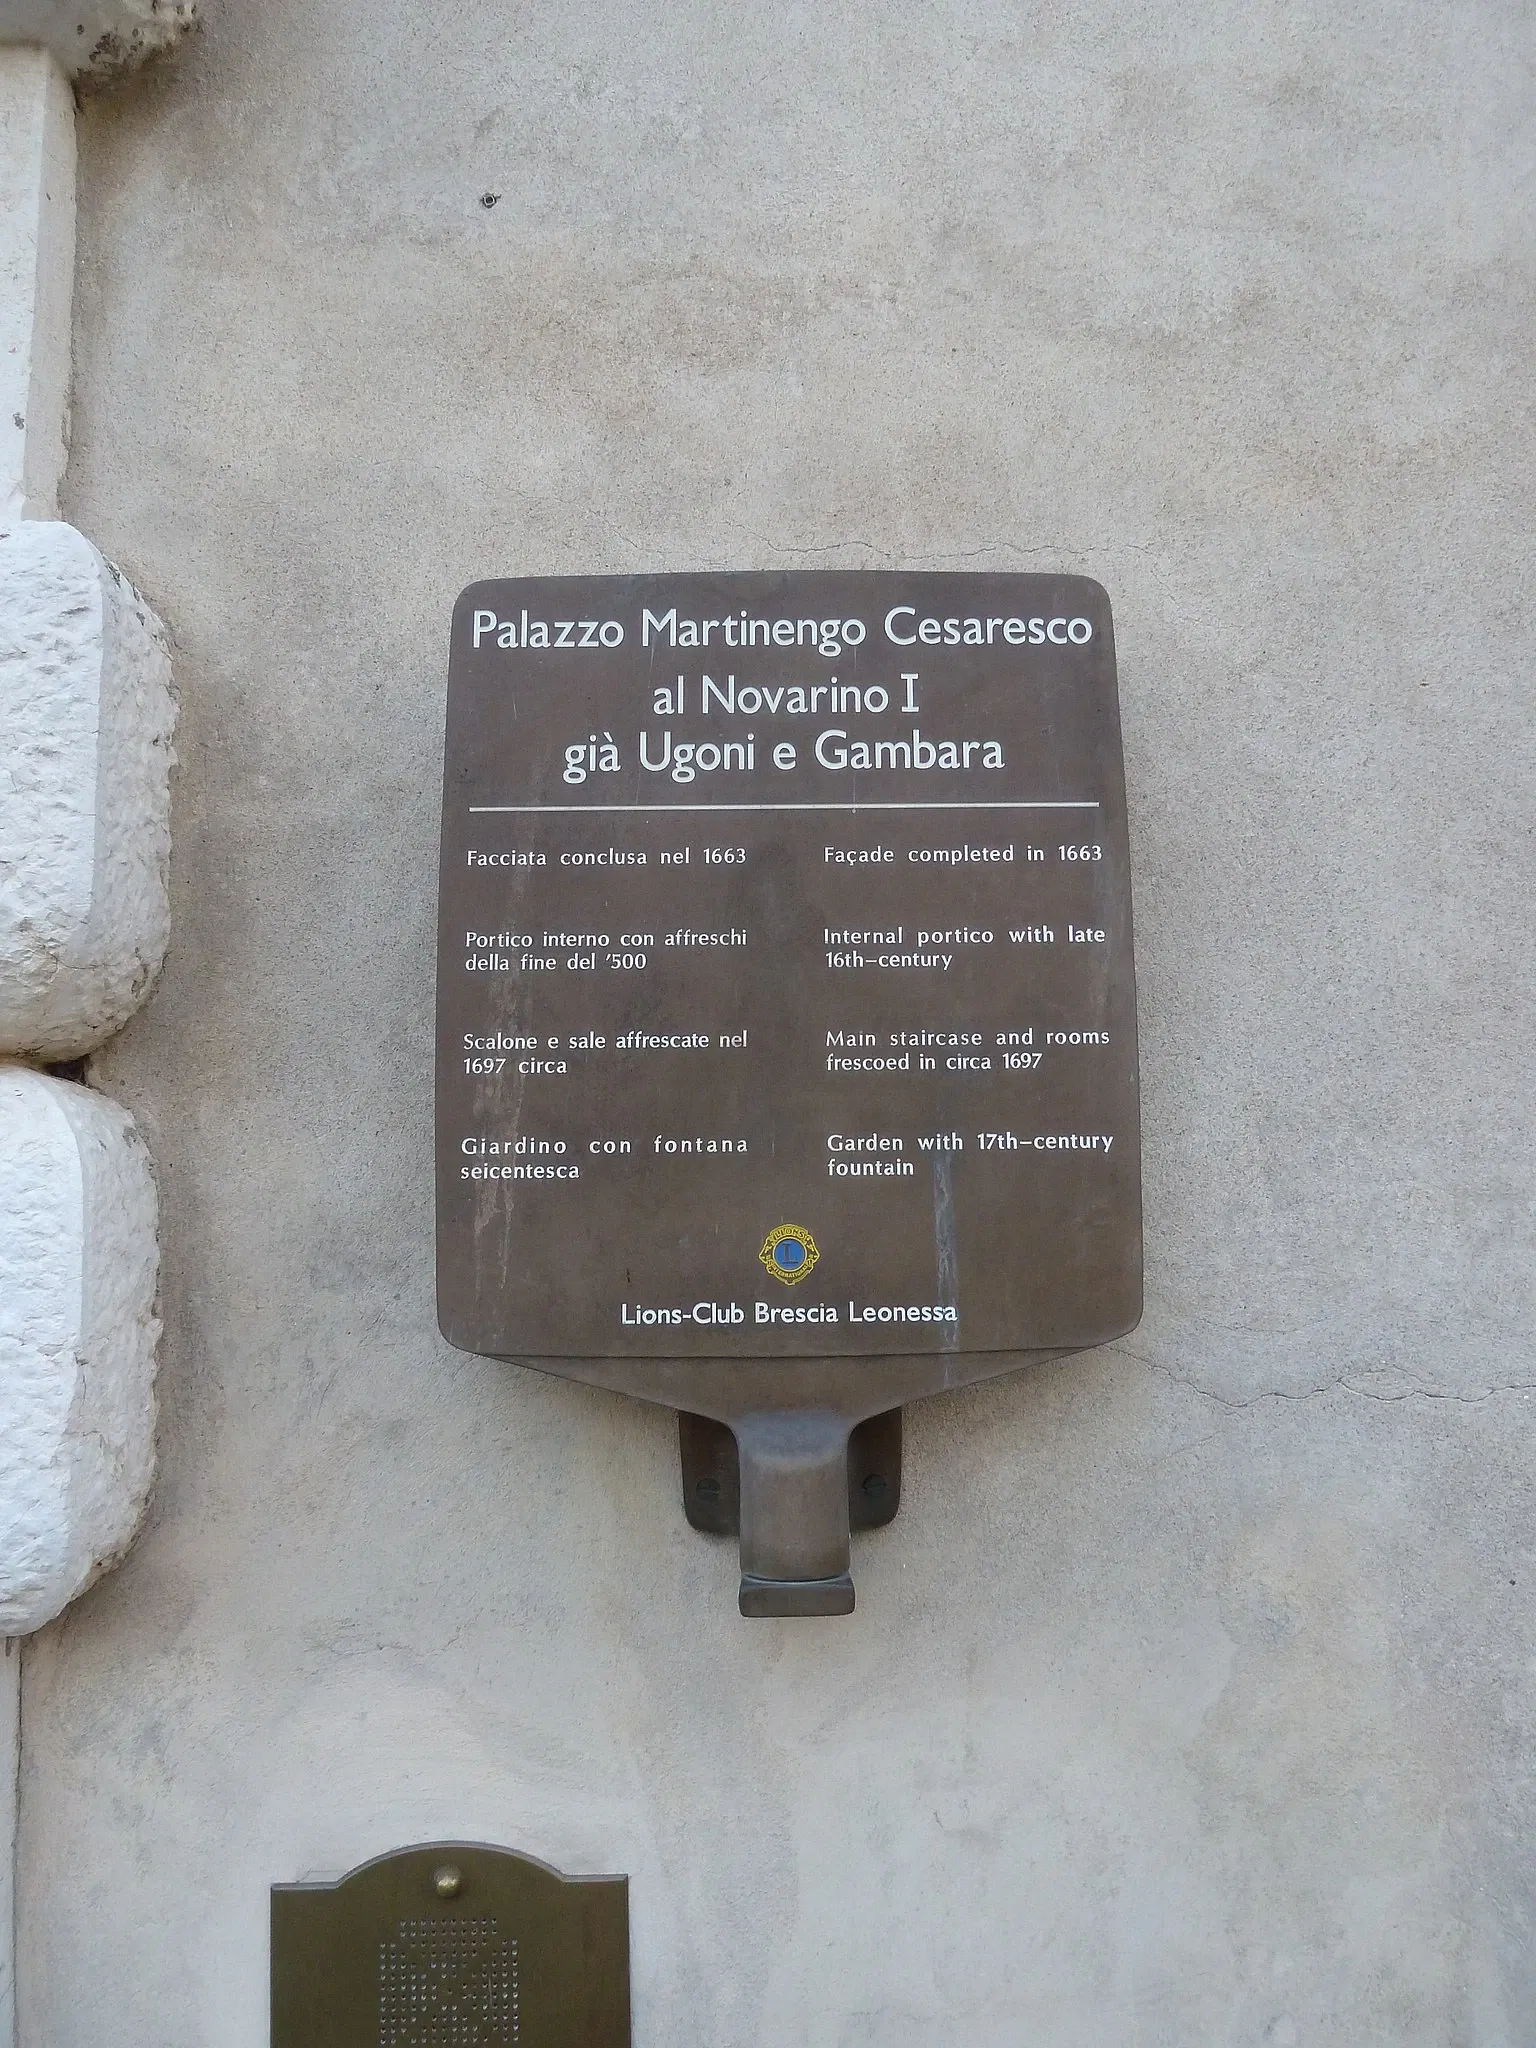 Palazzo Martinengo Cesaresco
al Novarino I
già Ugoni e Gambara
Facciata conclusa nel 1663
Portico interno con affreschi
della fine del '500
Scalone e sale affrescate nel
1697 circa
Giardino con fontana
seicentesca
Façade completed in 1663
Internal portico with late
16th–century
Main staircase and rooms
frescoed in circa 1697
Garden with 17th–century
fountain
LIONS
L
INTERNATIONAL
Lions-Club Brescia Leonessa